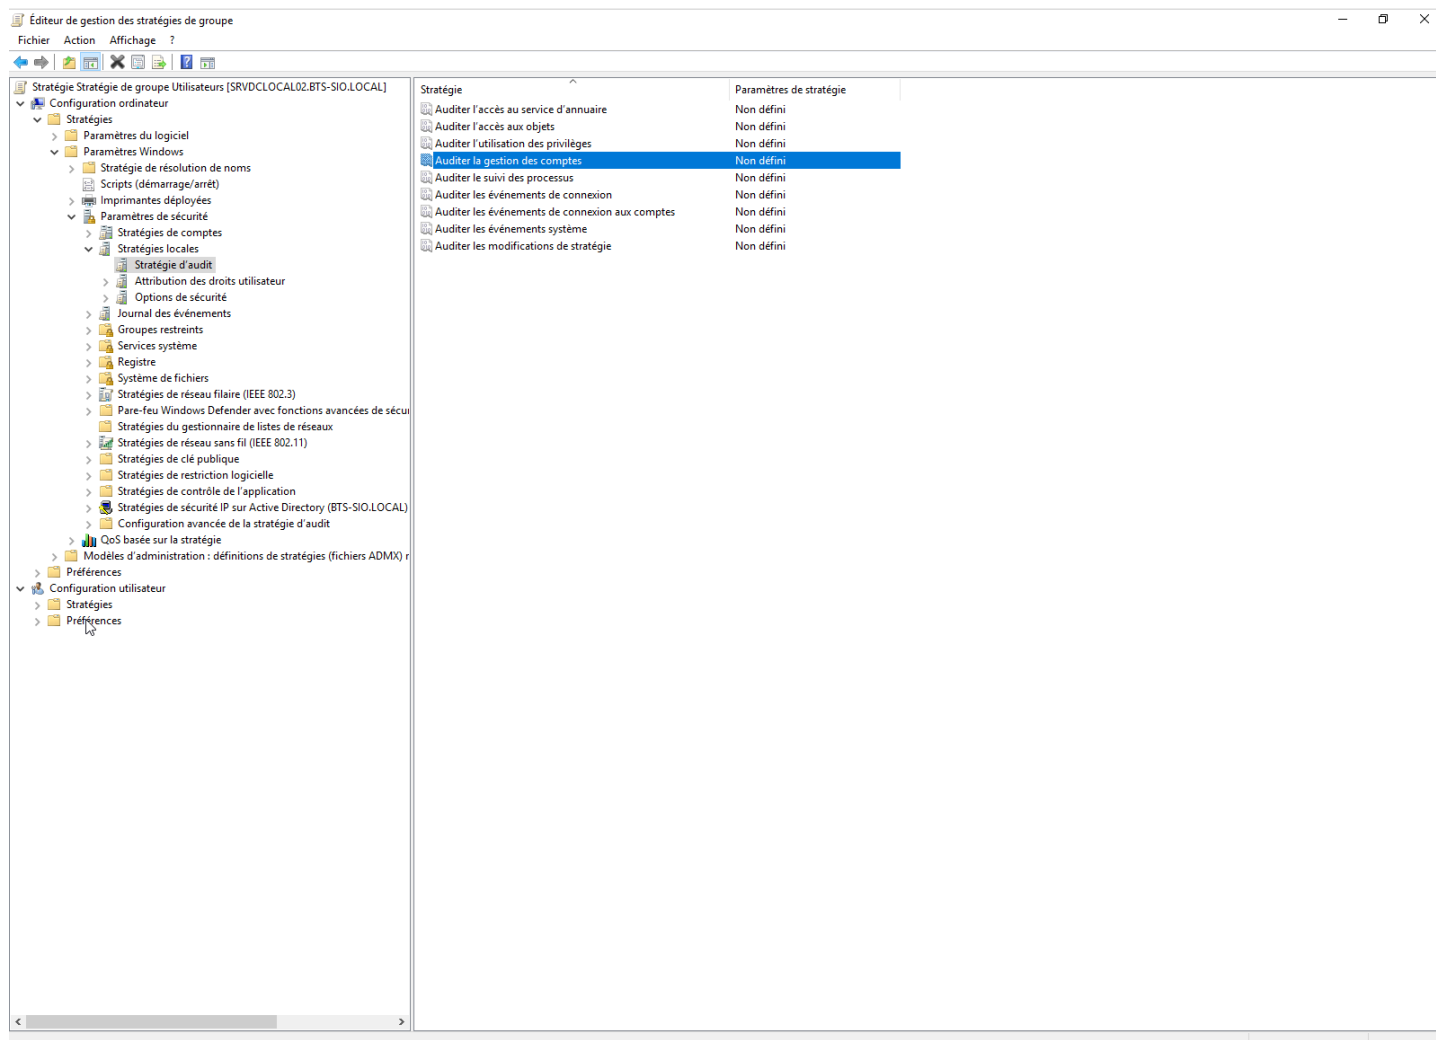 Éditeur de gestion des stratégies de groupe
Fichier Action Affichage ?
Stratégie Stratégie de groupe Utilisateurs [SRVDCLOCAL02.BTS-SIO.LOCAL]
Configuration ordinateur
Stratégies
Paramètres du logiciel
Paramètres Windows
Stratégie de résolution de noms
Scripts (démarrage/arrêt)
Imprimantes déployées
Paramètres de sécurité
Stratégies de comptes
Stratégies locales
Stratégie d'audit
Attribution des droits utilisateur
Options de sécurité
Journal des événements
Groupes restreints
Services système
Registre
Système de fichiers
Stratégies de réseau filaire (IEEE 802.3)
Pare-feu Windows Defender avec fonctions avancées de sécu
Stratégies du gestionnaire de listes de réseaux
Stratégies de réseau sans fil (IEEE 802.11)
Stratégies de clé publique
Stratégies de restriction logicielle
Stratégies de contrôle de l'application
Stratégies de sécurité IP sur Active Directory (BTS-SIO.LOCAL)
Configuration avancée de la stratégie d'audit
QoS basée sur la stratégie
Modèles d'administration : définitions de stratégies (fichiers ADMX) r
Préférences
Configuration utilisateur
Stratégies
Préférences
Stratégie Paramètres de stratégie
Auditer l'accès au service d'annuaire Non défini
Auditer l'accès aux objets Non défini
Auditer l'utilisation des privilèges Non défini
Auditer la gestion des comptes Non défini
Auditer le suivi des processus Non défini
Auditer les événements de connexion Non défini
Auditer les événements de connexion aux comptes Non défini
Auditer les événements système Non défini
Auditer les modifications de stratégie Non défini